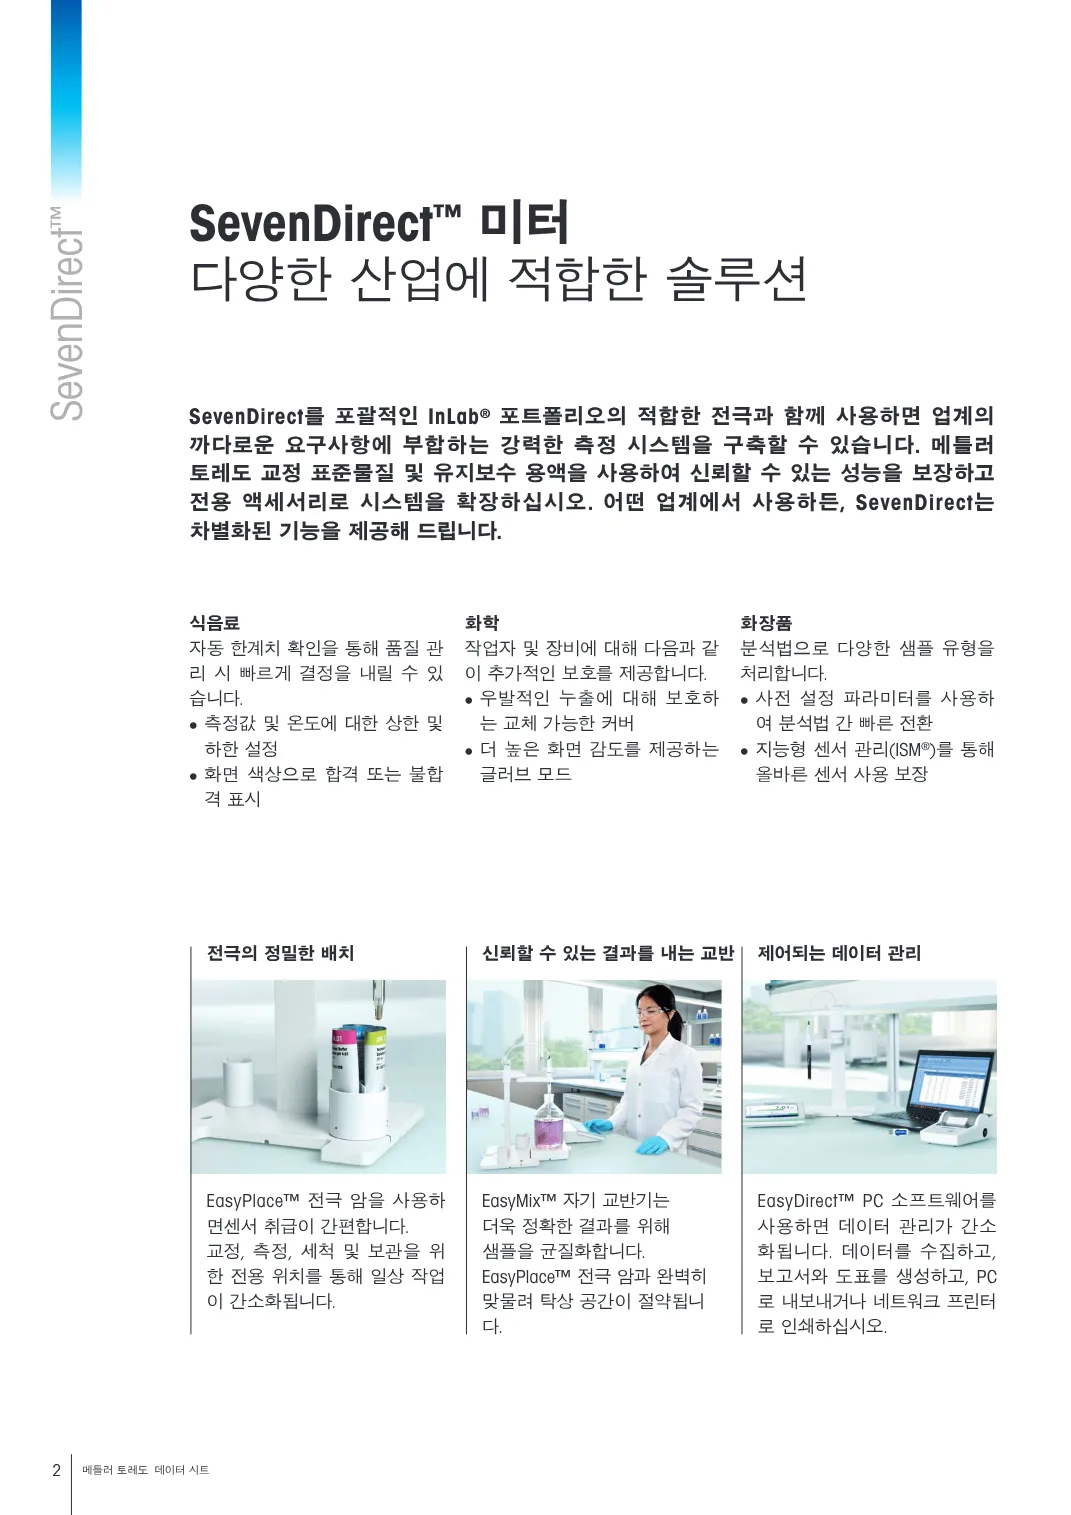 SevenDirect™
SevenDirect™ 미터
다양한 산업에 적합한 솔루션
SevenDirect를 포괄적인 InLab® 포트폴리오의 적합한 전극과 함께 사용하면 업계의
까다로운 요구사항에 부합하는 강력한 측정 시스템을 구축할 수 있습니다. 메틀러
토레도 교정 표준물질 및 유지보수 용액을 사용하여 신뢰할 수 있는 성능을 보장하고
전용 액세서리로 시스템을 확장하십시오. 어떤 업계에서 사용하든, SevenDirect는
차별화된 기능을 제공해 드립니다.
식음료
자동 한계치 확인을 통해 품질 관
리 시 빠르게 결정을 내릴 수 있
습니다.
• 측정값 및 온도에 대한 상한 및
하한 설정
• 화면 색상으로 합격 또는 불합
격 표시
화학
작업자 및 장비에 대해 다음과 같
이 추가적인 보호를 제공합니다.
• 우발적인 누출에 대해 보호하
는 교체 가능한 커버
• 더 높은 화면 감도를 제공하는
글러브 모드
화장품
분석법으로 다양한 샘플 유형을
처리합니다.
• 사전 설정 파라미터를 사용하
여 분석법 간 빠른 전환
• 지능형 센서 관리(ISM®)를 통해
올바른 센서 사용 보장
전극의 정밀한 배치
EasyPlace™ 전극 암을 사용하
면센서 취급이 간편합니다.
교정, 측정, 세척 및 보관을 위
한 전용 위치를 통해 일상 작업
이 간소화됩니다.
신뢰할 수 있는 결과를 내는 교반
EasyMix™ 자기 교반기는
더욱 정확한 결과를 위해
샘플을 균질화합니다.
EasyPlace™ 전극 암과 완벽히
맞물려 탁상 공간이 절약됩니
다.
제어되는 데이터 관리
EasyDirect™ PC 소프트웨어를
사용하면 데이터 관리가 간소
화됩니다. 데이터를 수집하고,
보고서와 도표를 생성하고, PC
로 내보내거나 네트워크 프린터
로 인쇄하십시오.
2
메틀러 토레도 데이터 시트